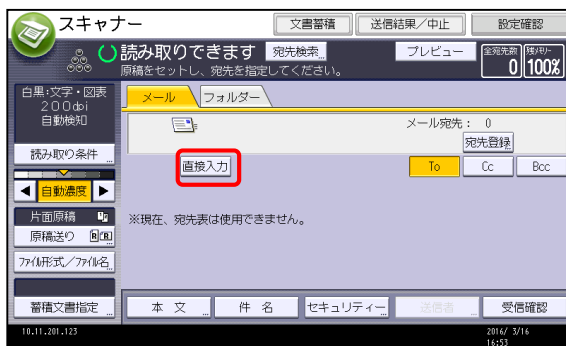 スキャナー
文書蓄積
送信結果/中止
設定確認
読み取りできます
宛先検索
プレビュー
全宛先数
残メモリー
0
100%
原稿をセットし、宛先を指定してください。
白黒:文字・図表
200dpi
自動検知
メール
フォルダー
メール宛先: 0
宛先登録
読み取り条件
直接入力
To
Cc
Bcc
自動濃度
※現在、宛先表は使用できません。
片面原稿
原稿送り
ファイル形式/ファイル名
蓄積文書指定
本 文
件 名
セキュリティー
送信者
受信確認
10.11.201.123
2016/ 3/16
16:53